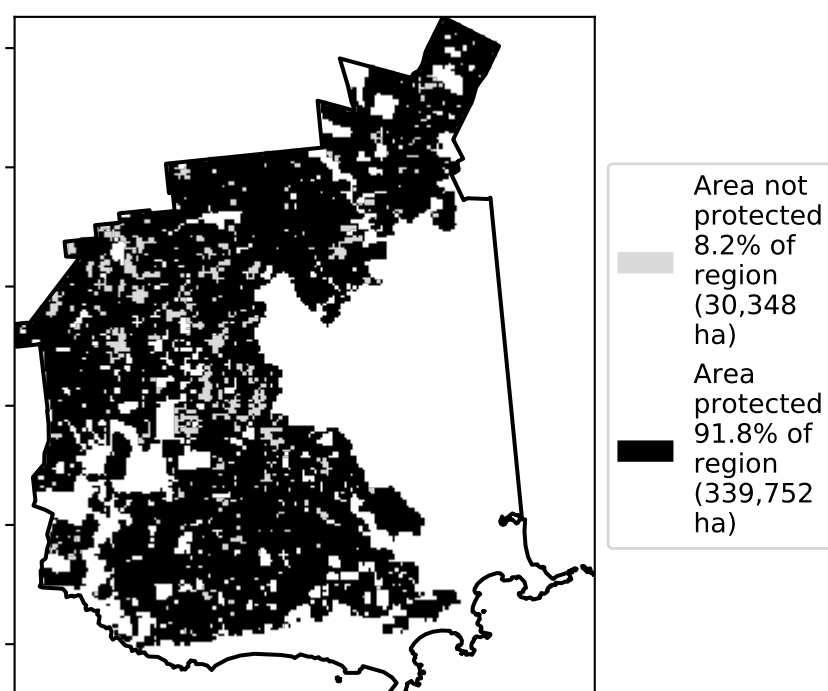 Area not
protected
8.2% of
region
(30,348
ha)
Area
protected
91.8% of
region
(339,752
ha)